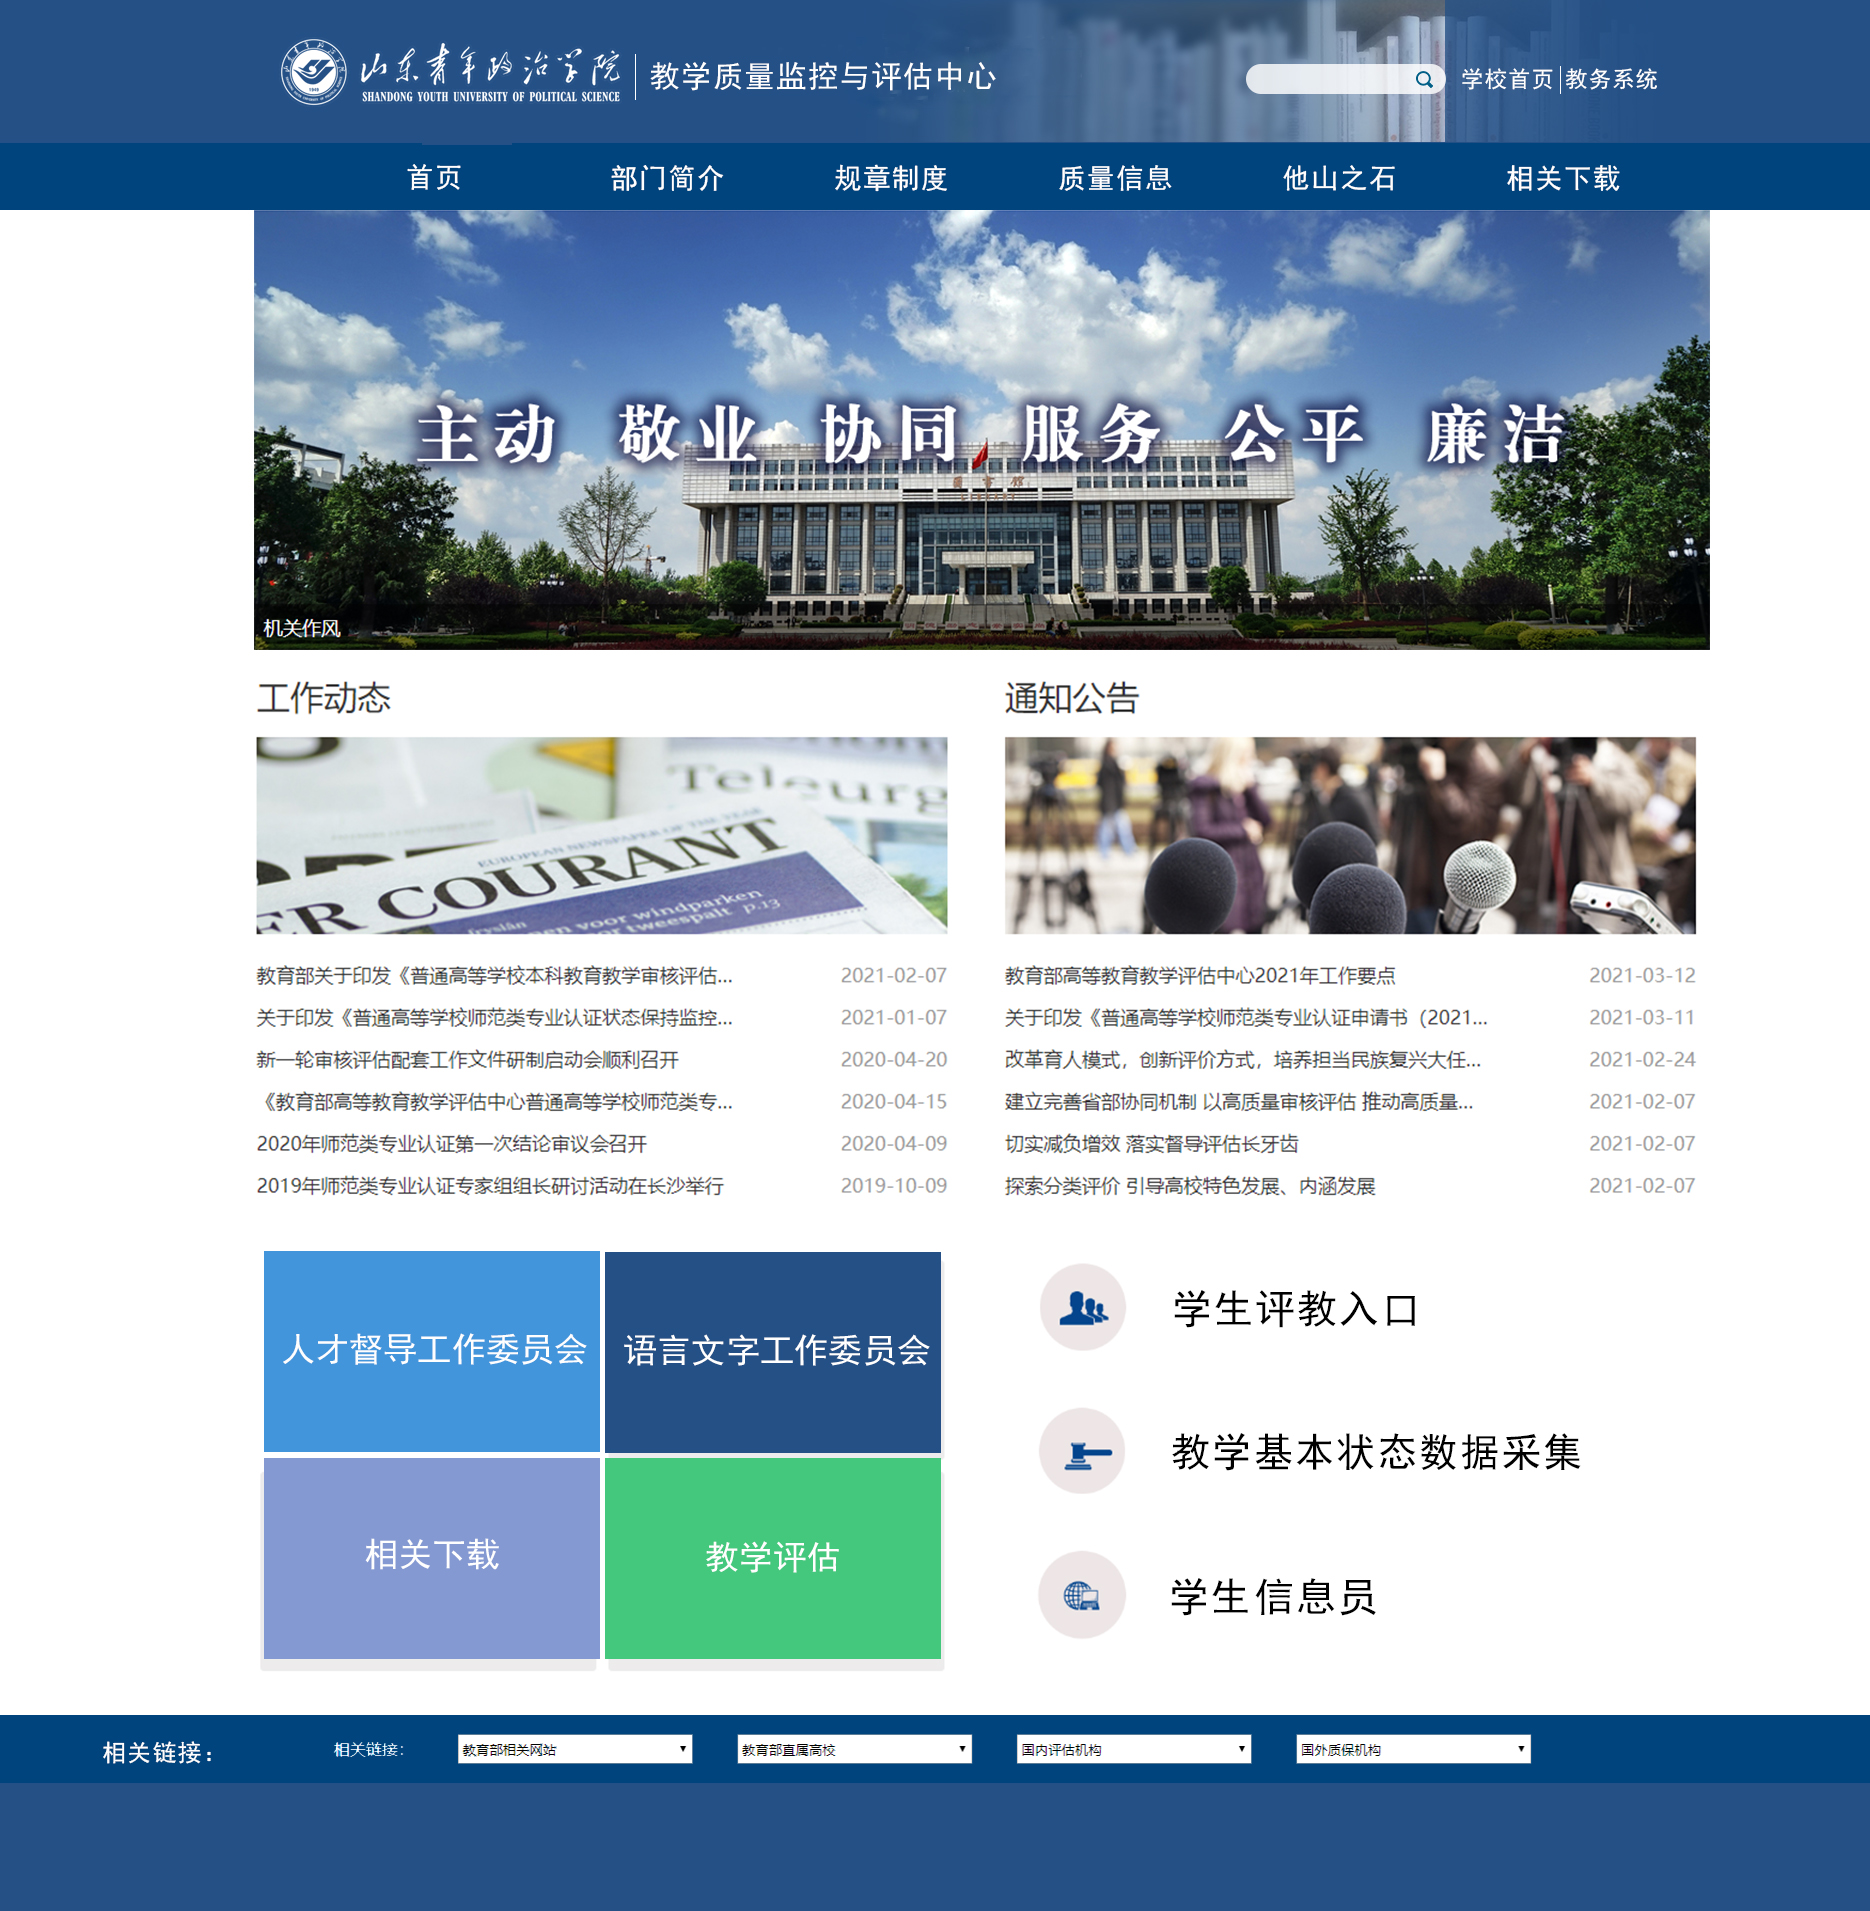 山东青年政治学院
SHANDONG YOUTH UNIVERSITY OF POLITICAL SCIENCE
教学质量监控与评估中心
学校首页 教务系统
首页 部门简介 规章制度 质量信息 他山之石 相关下载
主动 敬业 协同 服务 公平 廉洁
图书馆
机关作风
工作动态
Teleurg
EUROPEAN NEWSPAPER OF THE YEAR
ER COURANT
fryslân
en voor windparken
or tweespalt p.13
教育部关于印发《普通高等学校本科教育教学审核评估... 2021-02-07
关于印发《普通高等学校师范类专业认证状态保持监控... 2021-01-07
新一轮审核评估配套工作文件研制启动会顺利召开 2020-04-20
《教育部高等教育教学评估中心普通高等学校师范类专... 2020-04-15
2020年师范类专业认证第一次结论审议会召开 2020-04-09
2019年师范类专业认证专家组组长研讨活动在长沙举行 2019-10-09
通知公告
教育部高等教育教学评估中心2021年工作要点 2021-03-12
关于印发《普通高等学校师范类专业认证申请书（2021... 2021-03-11
改革育人模式，创新评价方式，培养担当民族复兴大任... 2021-02-24
建立完善省部协同机制 以高质量审核评估 推动高质量... 2021-02-07
切实减负增效 落实督导评估长牙齿 2021-02-07
探索分类评价 引导高校特色发展、内涵发展 2021-02-07
人才督导工作委员会
语言文字工作委员会
相关下载
教学评估
学生评教入口
教学基本状态数据采集
学生信息员
相关链接：
相关链接： 教育部相关网站 教育部直属高校 国内评估机构 国外质保机构